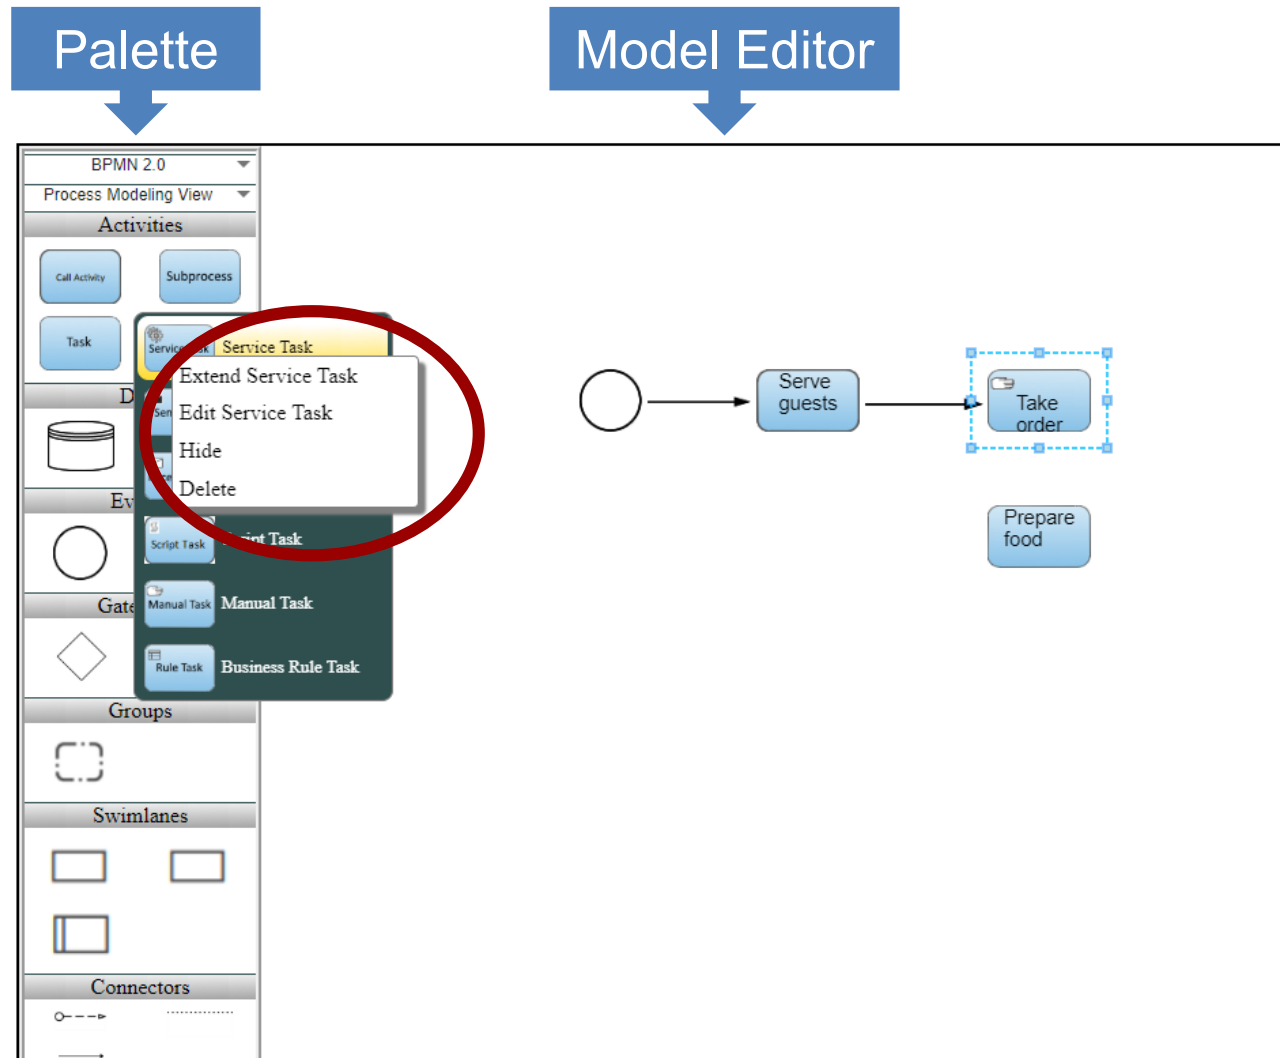 Palette
Model Editor
BPMN 2.0
Process Modeling View
Activities
Call Activity
Subprocess
Task
Service Task
Extend Service Task
Edit Service Task
Hide
Delete
Script Task
Manual Task
Manual Task
Rule Task
Business Rule Task
Groups
Swimlanes
Connectors
Serve
guests
Take
order
Prepare
food